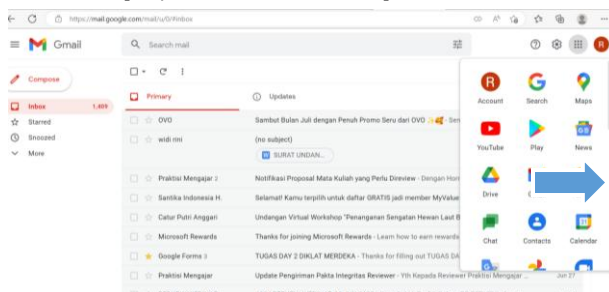 https://mail.google.com/mail/u/0/#inbox
Gmail
Search mail
R
Compose
Inbox 1,489
Starred
Snoozed
More
Primary
Updates
OVO Sambut Bulan Juli dengan Penuh Promo Seru dari OVO
widi rini (no subject)
W SURAT UNDAN...
Praktisi Mengajar 3 Notifikasi Proposal Mata Kuliah yang Perlu Direview - Dengan
Santika Indonesia H. Selamat! Kamu terpilih untuk daftar GRATIS jadi member MyValue
Catur Putri Anggari Undangan Virtual Workshop "Penanganan Sengatan Hewan Laut B
Microsoft Rewards Thanks for joining Microsoft Rewards - Learn how to earn rewards
Google Forms 3 TUGAS DAY 2 DIKLAT MERDEKA - Thanks for filling out TUGAS DA
Praktisi Mengajar Update Pengiriman Pakta Integritas Reviewer - Yth Kepada Reviewer Praktisi Mengajar ... Jun 27
R
Account Search Maps
YouTube Play News
Drive
Chat Contacts Calendar